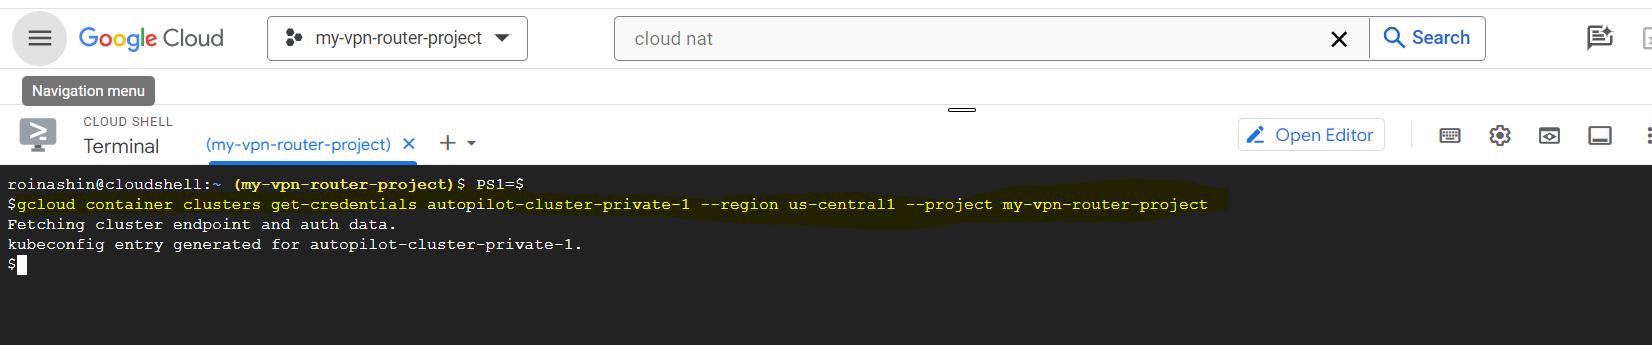 Google Cloud
my-vpn-router-project
cloud nat
Search
Navigation menu
CLOUD SHELL
Terminal
(my-vpn-router-project)
Open Editor
roinashin@cloudshell:~ (my-vpn-router-project)$ PS1=$
$gcloud container clusters get-credentials autopilot-cluster-private-1 --region us-central1 --project my-vpn-router-project
Fetching cluster endpoint and auth data.
kubeconfig entry generated for autopilot-cluster-private-1.
$